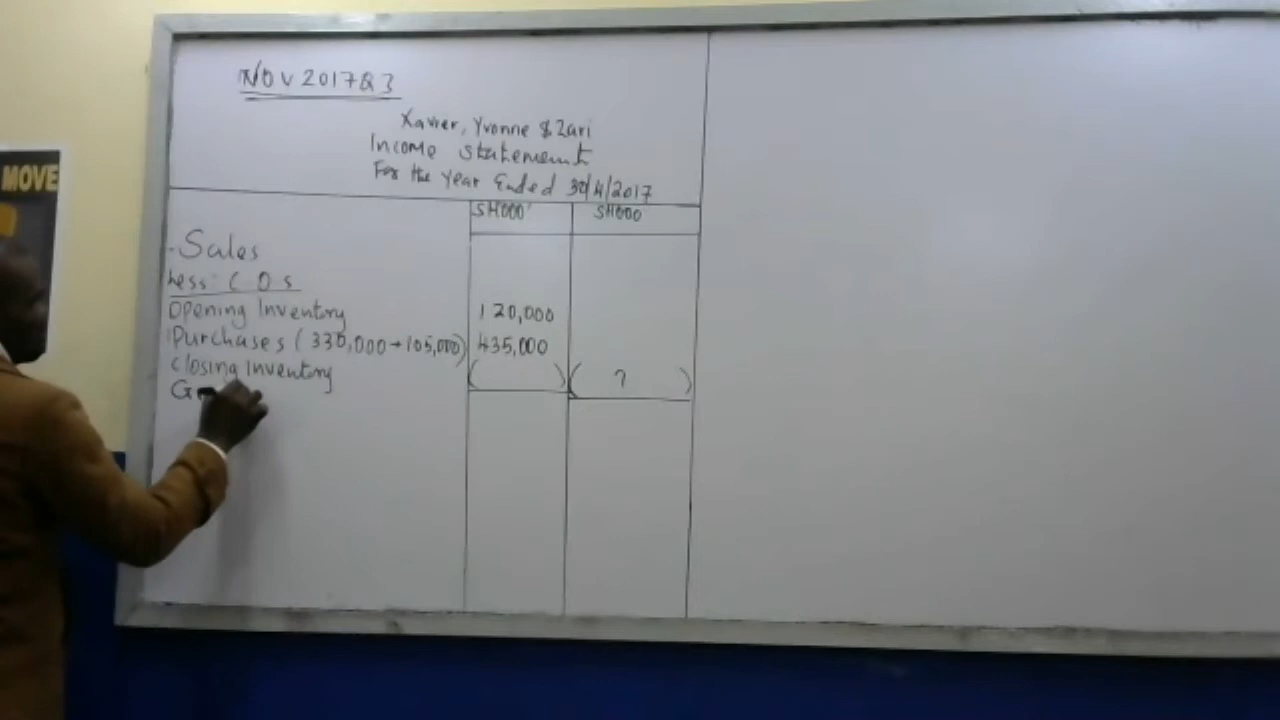 MOVE
NOV 2017 Q3
Xavier, Yvonne & Zari
Income Statement
For the Year Ended 30/4/2017
SH000' SH000
- Sales
Less: COS
Opening Inventory 120,000
Purchases (330,000+105,000) 435,000
Closing Inventory ( ) ( ? )
G